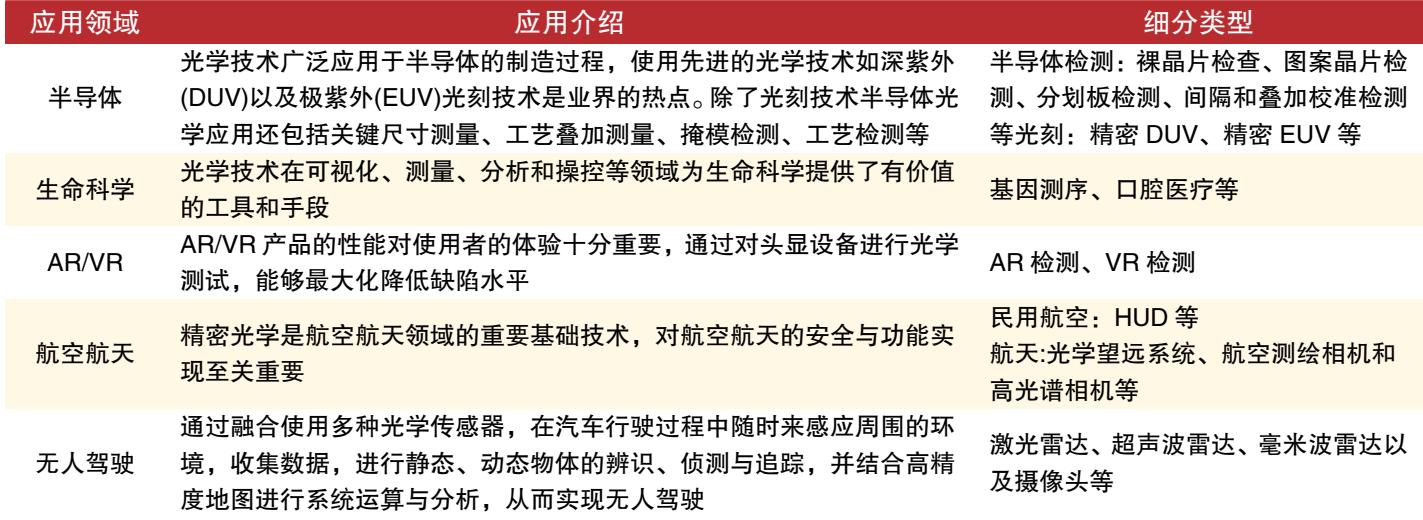 应用领域 应用介绍 细分类型
半导体
光学技术广泛应用于半导体的制造过程，使用先进的光学技术如深紫外
(DUV)以及极紫外(EUV)光刻技术是业界的热点。除了光刻技术半导体光
学应用还包括关键尺寸测量、工艺叠加测量、掩模检测、工艺检测等
半导体检测：裸晶片检查、图案晶片检
测、分划板检测、间隔和叠加校准检测
等光刻：精密 DUV、精密 EUV 等
生命科学
光学技术在可视化、测量、分析和操控等领域为生命科学提供了有价值
的工具和手段
基因测序、口腔医疗等
AR/VR
AR/VR 产品的性能对使用者的体验十分重要，通过对头显设备进行光学
测试，能够最大化降低缺陷水平
AR 检测、VR 检测
航空航天
精密光学是航空航天领域的重要基础技术，对航空航天的安全与功能实
现至关重要
民用航空：HUD 等
航天:光学望远系统、航空测绘相机和
高光谱相机等
无人驾驶
通过融合使用多种光学传感器，在汽车行驶过程中随时来感应周围的环
境，收集数据，进行静态、动态物体的辨识、侦测与追踪，并结合高精
度地图进行系统运算与分析，从而实现无人驾驶
激光雷达、超声波雷达、毫米波雷达以
及摄像头等